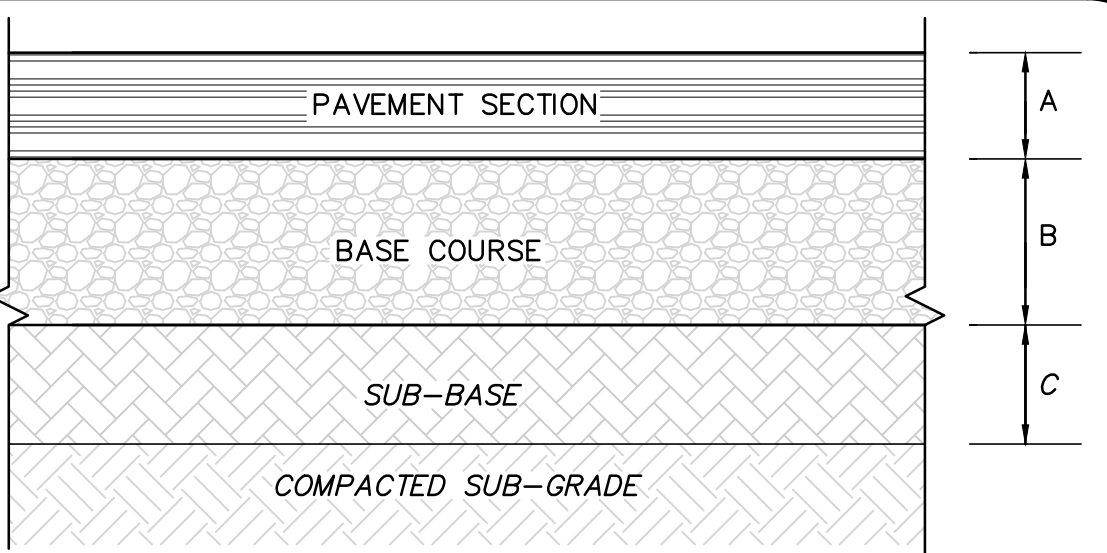 PAVEMENT SECTION
A
BASE COURSE
B
SUB-BASE
C
COMPACTED SUB-GRADE